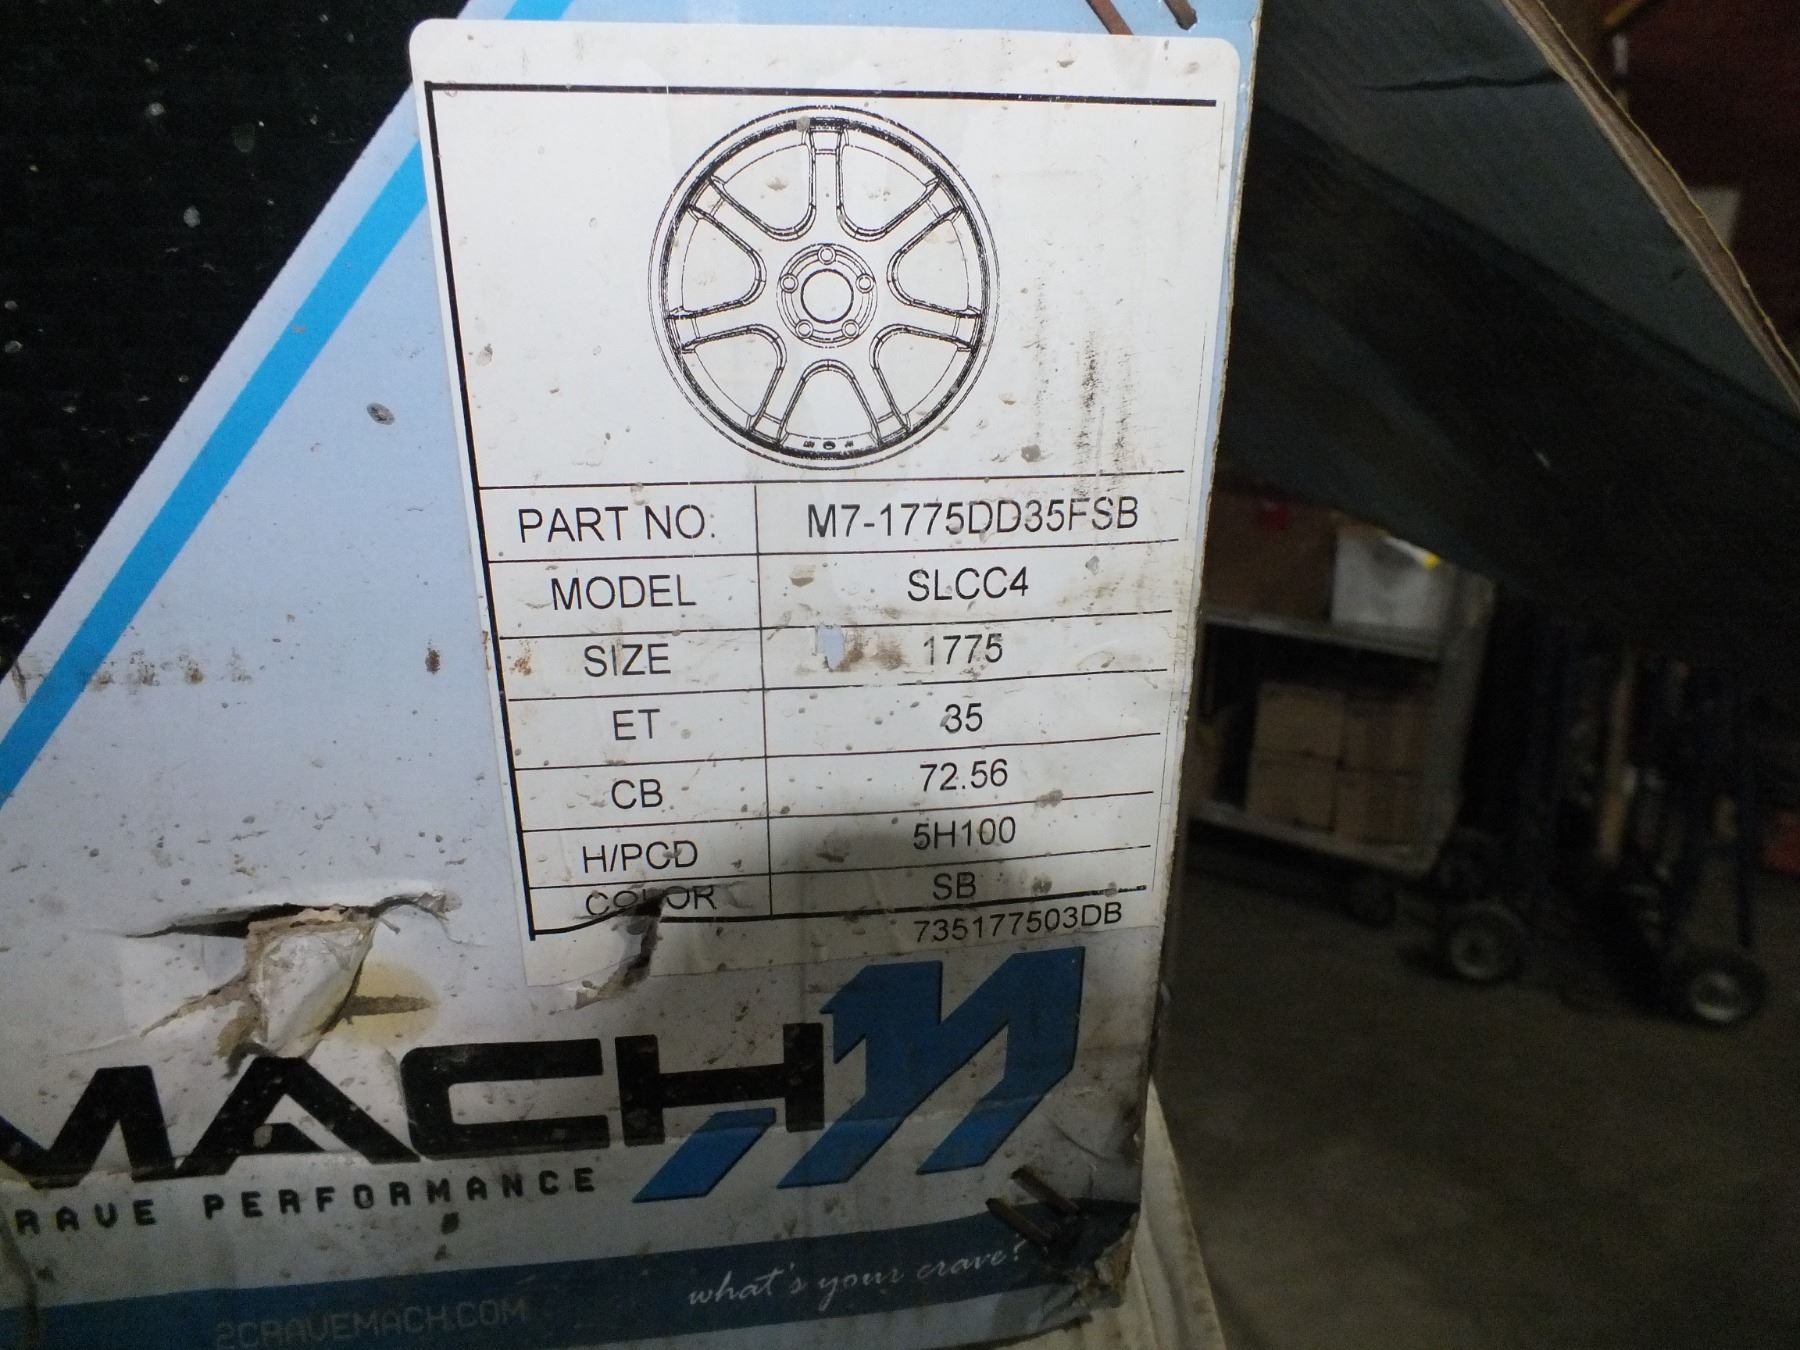 PART NO. M7-1775DD35FSB
MODEL SLCC4
SIZE 1775
ET 35
CB 72.56
H/PCD 5H100
COLOR SB
735177503DB
MACH M
RAVE PERFORMANCE
what's your crave?
2CRAVEMACH.COM